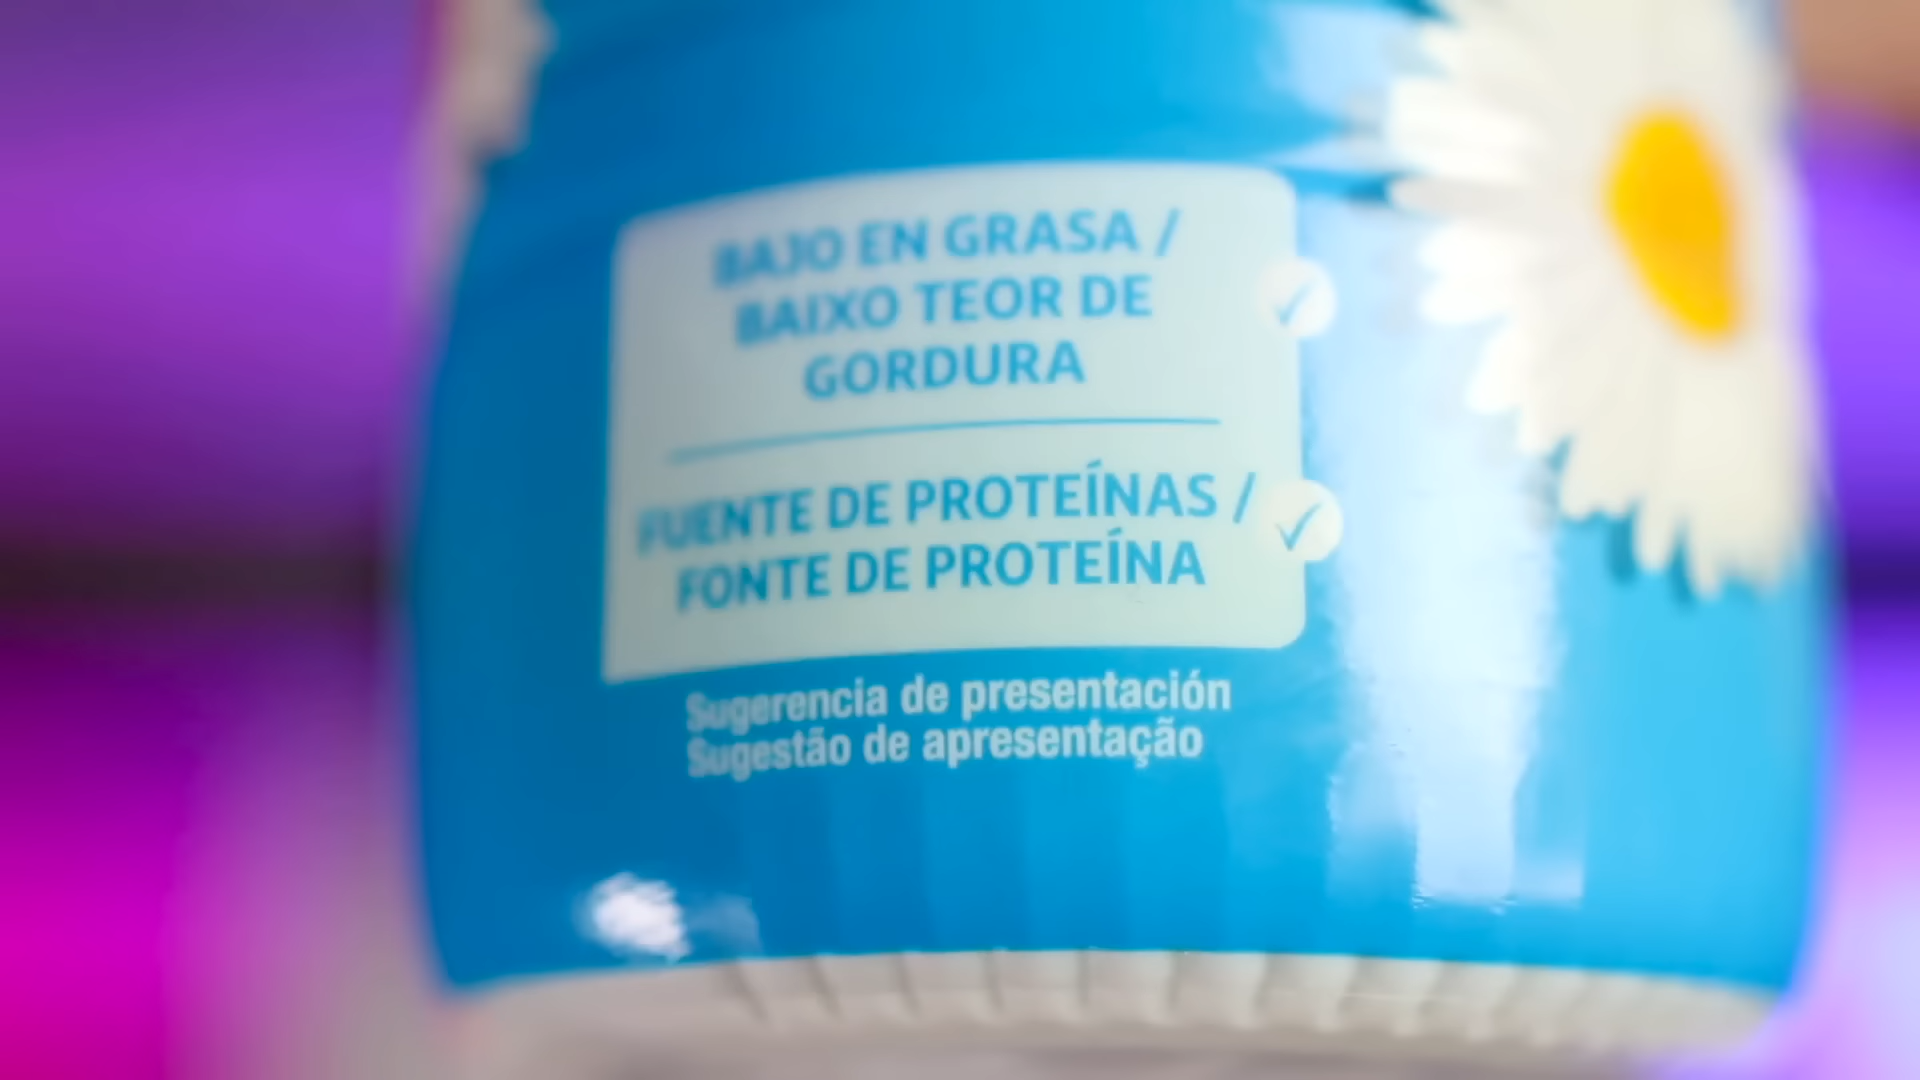 BAJO EN GRASA /
BAIXO TEOR DE
GORDURA
FUENTE DE PROTEÍNAS /
FONTE DE PROTEÍNA
Sugerencia de presentación
Sugestão de apresentação